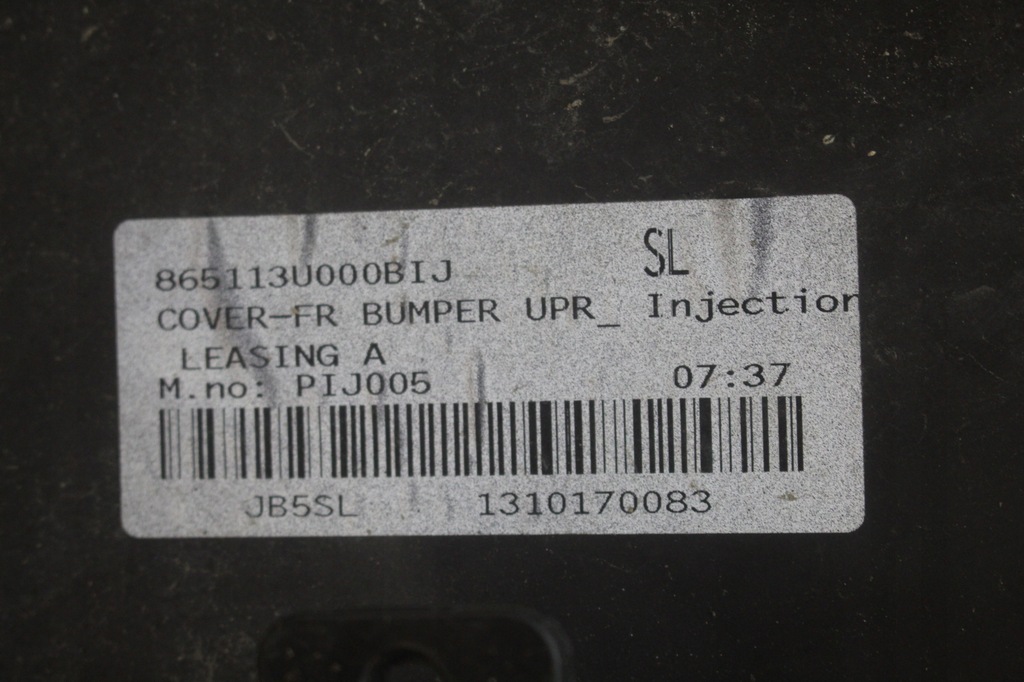 SL
865113U000BIJ
COVER-FR BUMPER UPR_ Injection
LEASING A
M.no: PIJ005 07:37
JB5SL 1310170083